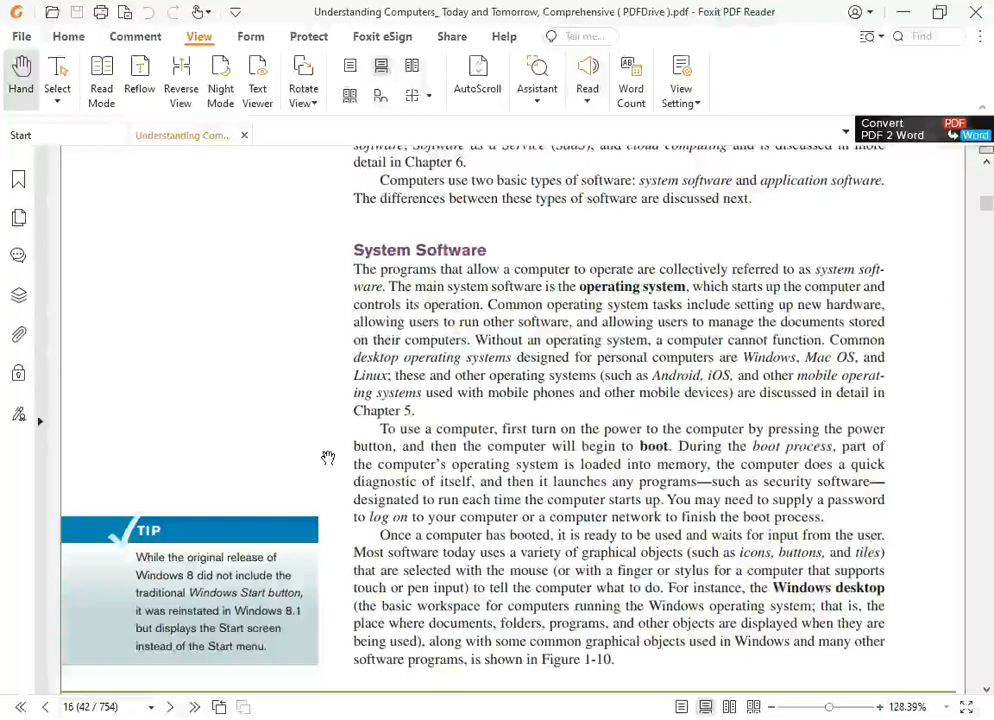 Understanding Computers_ Today and Tomorrow, Comprehensive ( PDFDrive ).pdf - Foxit PDF Reader
File Home Comment View Form Protect Foxit eSign Share Help Tell me... Find
Hand Select Read Mode Reflow Reverse View Night Mode Text Viewer Rotate View AutoScroll Assistant Read Word Count View Setting
Start Understanding Com...
Convert PDF
PDF 2 Word Word
software, Software as a Service (SaaS), and cloud computing and is discussed in more
detail in Chapter 6.
Computers use two basic types of software: system software and application software.
The differences between these types of software are discussed next.
System Software
The programs that allow a computer to operate are collectively referred to as system soft-
ware. The main system software is the operating system, which starts up the computer and
controls its operation. Common operating system tasks include setting up new hardware,
allowing users to run other software, and allowing users to manage the documents stored
on their computers. Without an operating system, a computer cannot function. Common
desktop operating systems designed for personal computers are Windows, Mac OS, and
Linux; these and other operating systems (such as Android, iOS, and other mobile operat-
ing systems used with mobile phones and other mobile devices) are discussed in detail in
Chapter 5.
To use a computer, first turn on the power to the computer by pressing the power
button, and then the computer will begin to boot. During the boot process, part of
the computer's operating system is loaded into memory, the computer does a quick
diagnostic of itself, and then it launches any programs—such as security software—
designated to run each time the computer starts up. You may need to supply a password
to log on to your computer or a computer network to finish the boot process.
Once a computer has booted, it is ready to be used and waits for input from the user.
Most software today uses a variety of graphical objects (such as icons, buttons, and tiles)
that are selected with the mouse (or with a finger or stylus for a computer that supports
touch or pen input) to tell the computer what to do. For instance, the Windows desktop
(the basic workspace for computers running the Windows operating system; that is, the
place where documents, folders, programs, and other objects are displayed when they are
being used), along with some common graphical objects used in Windows and many other
software programs, is shown in Figure 1-10.
TIP
While the original release of
Windows 8 did not include the
traditional Windows Start button,
it was reinstated in Windows 8.1
but displays the Start screen
instead of the Start menu.
16 (42 / 754) 128.39%